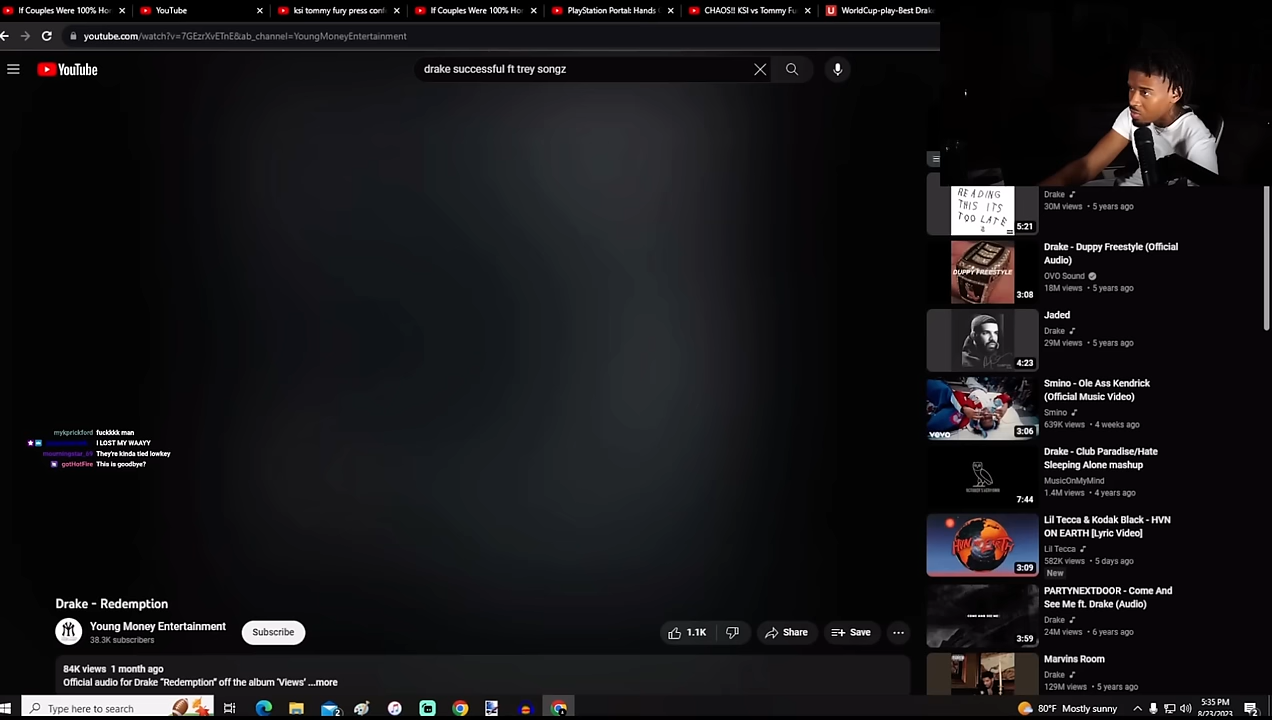 If Couples Were 100% Ho
YouTube
ksi tommy fury press conf
If Couples Were 100% Ho
PlayStation Portal: Hands
CHAOS!! KSI vs Tommy Fu
WorldCup-play-Best Drak
youtube.com/watch?v=7GEzrXvETnE&ab_channel=YoungMoneyEntertainment
YouTube
drake successful ft trey songz
READING
THIS ITS
TOO LATE
5:21
Drake
30M views • 5 years ago
DUPPY FREESTYLE
3:08
Drake - Duppy Freestyle (Official
Audio)
OVO Sound
18M views • 5 years ago
4:23
Jaded
Drake
29M views • 5 years ago
vevo
3:06
Smino - Ole Ass Kendrick
(Official Music Video)
Smino
639K views • 4 weeks ago
7:44
Drake - Club Paradise/Hate
Sleeping Alone mashup
MusicOnMyMind
1.4M views • 4 years ago
3:09
Lil Tecca & Kodak Black - HVN
ON EARTH [Lyric Video]
Lil Tecca
582K views • 5 days ago
New
3:59
PARTYNEXTDOOR - Come And
See Me ft. Drake (Audio)
Drake
24M views • 6 years ago
Marvins Room
Drake
129M views • 5 years ago
mykprickford fuckkkk man
I LOST MY WAAYY
They're kinda tied lowkey
gotHotFire This is goodbye?
Drake - Redemption
Young Money Entertainment
38.3K subscribers
Subscribe
1.1K
Share
Save
84K views 1 month ago
Official audio for Drake "Redemption" off the album 'Views' ...more
Type here to search
80°F Mostly sunny
5:35 PM
8/23/2023